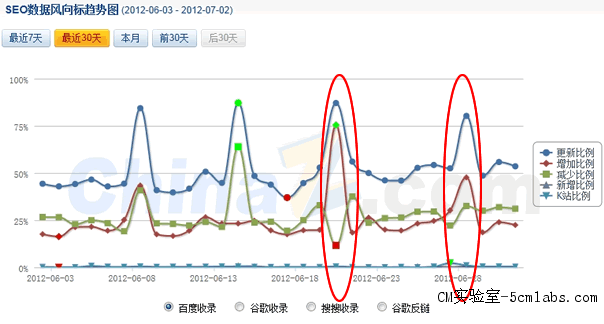 SEO数据风向标趋势图 (2012-06-03 - 2012-07-02)
最近7天 最近30天 本月 前30天 后30天
100%
75%
50%
25%
0%
更新比例
增加比例
减少比例
新增比例
K站比例
2012-06-03 2012-06-08 2012-06-13 2012-06-18 2012-06-23 2012-06-28
百度收录 谷歌收录 搜搜收录 谷歌反链
CM实验室-5cmlabs.com